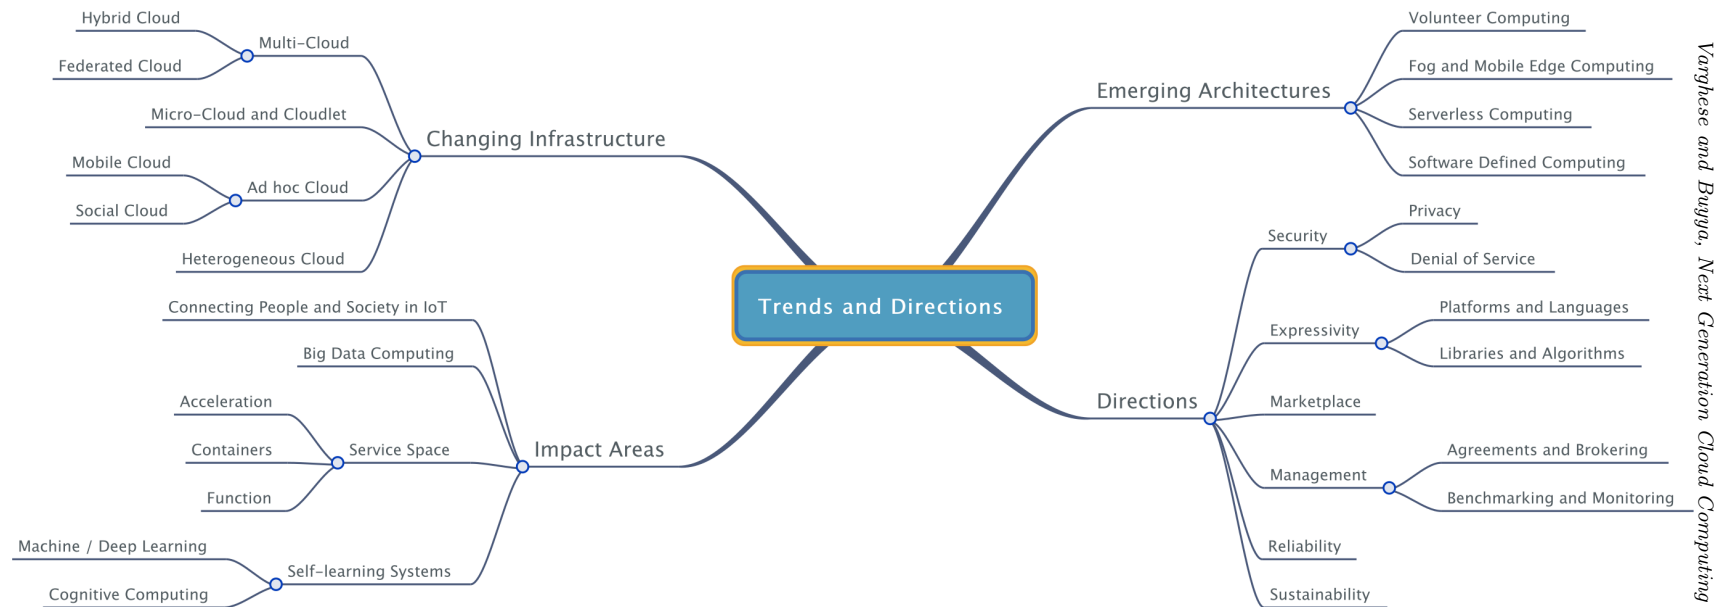 Hybrid Cloud
Multi-Cloud
Federated Cloud
Micro-Cloud and Cloudlet
Changing Infrastructure
Mobile Cloud
Ad hoc Cloud
Social Cloud
Heterogeneous Cloud
Connecting People and Society in IoT
Big Data Computing
Acceleration
Containers
Service Space
Impact Areas
Function
Machine / Deep Learning
Self-learning Systems
Cognitive Computing
Trends and Directions
Volunteer Computing
Emerging Architectures
Fog and Mobile Edge Computing
Serverless Computing
Software Defined Computing
Privacy
Security
Denial of Service
Platforms and Languages
Expressivity
Libraries and Algorithms
Directions
Marketplace
Agreements and Brokering
Management
Benchmarking and Monitoring
Reliability
Sustainability
Varghese and Buyya, Next Generation Cloud Computing